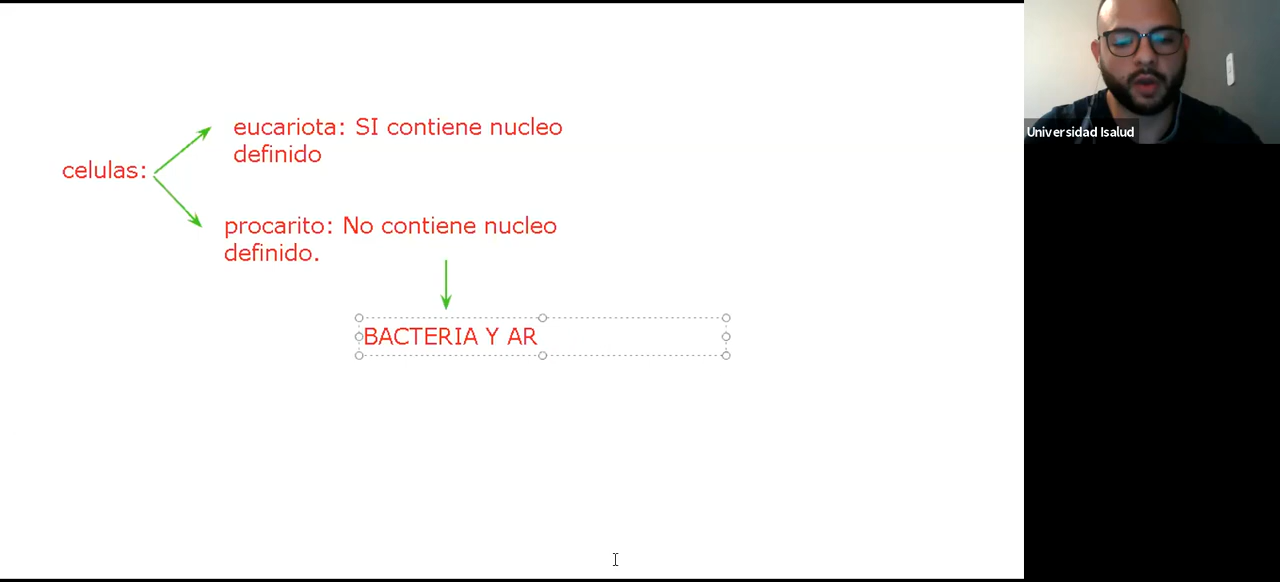 eucariota: SI contiene nucleo
definido
celulas:
procarito: No contiene nucleo
definido.
BACTERIA Y AR
Universidad Isalud